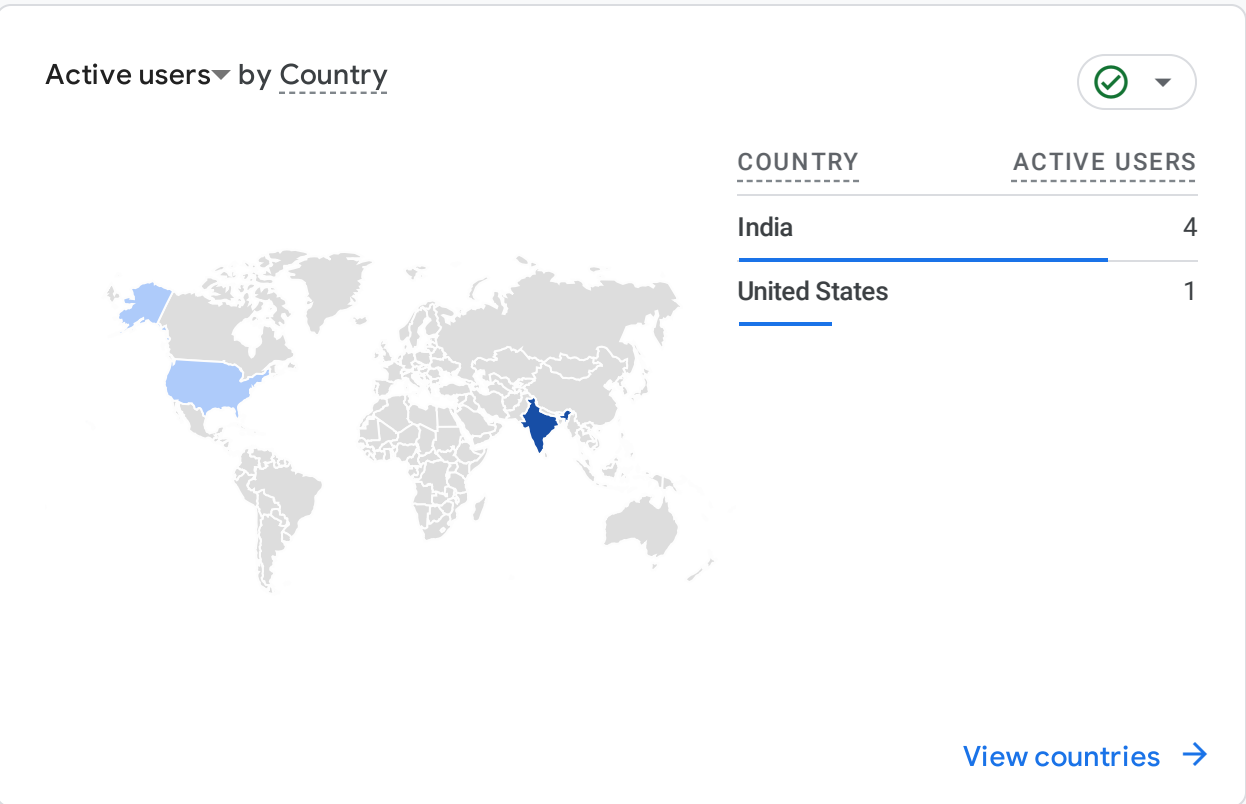 Active users by Country
COUNTRY ACTIVE USERS
India 4
United States 1
View countries